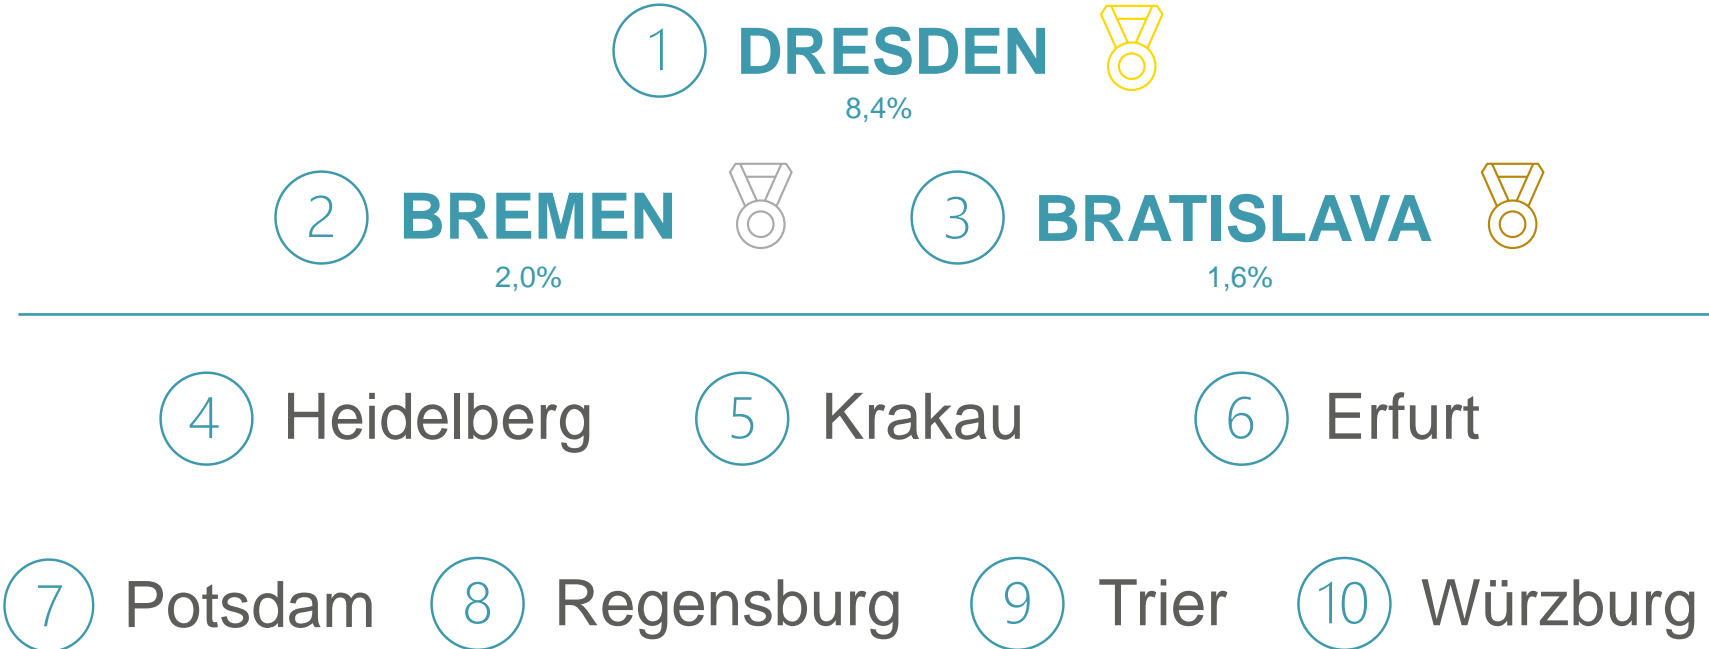 1 DRESDEN
8,4%
2 BREMEN
2,0%
3 BRATISLAVA
1,6%
4 Heidelberg
5 Krakau
6 Erfurt
7 Potsdam
8 Regensburg
9 Trier
10 Würzburg